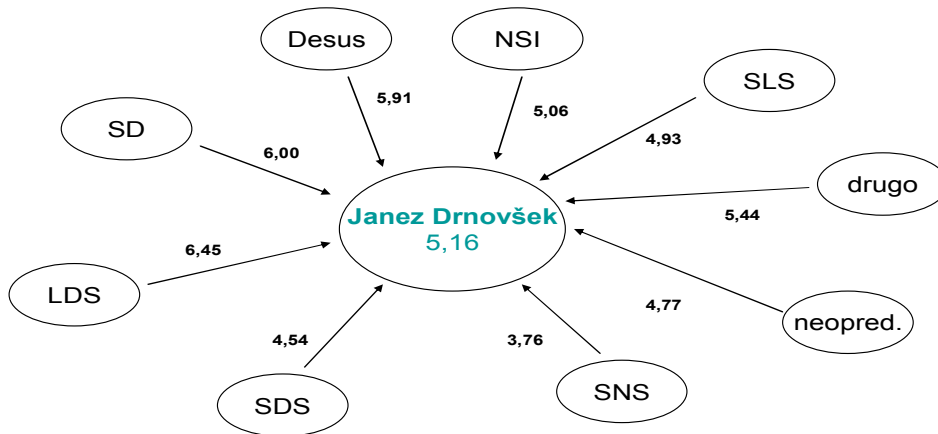 Desus
NSI
SLS
5,91
5,06
SD
4,93
6,00
drugo
Janez Drnovšek
5,44
5,16
6,45
LDS
4,77
neopred.
4,54
3,76
SDS
SNS